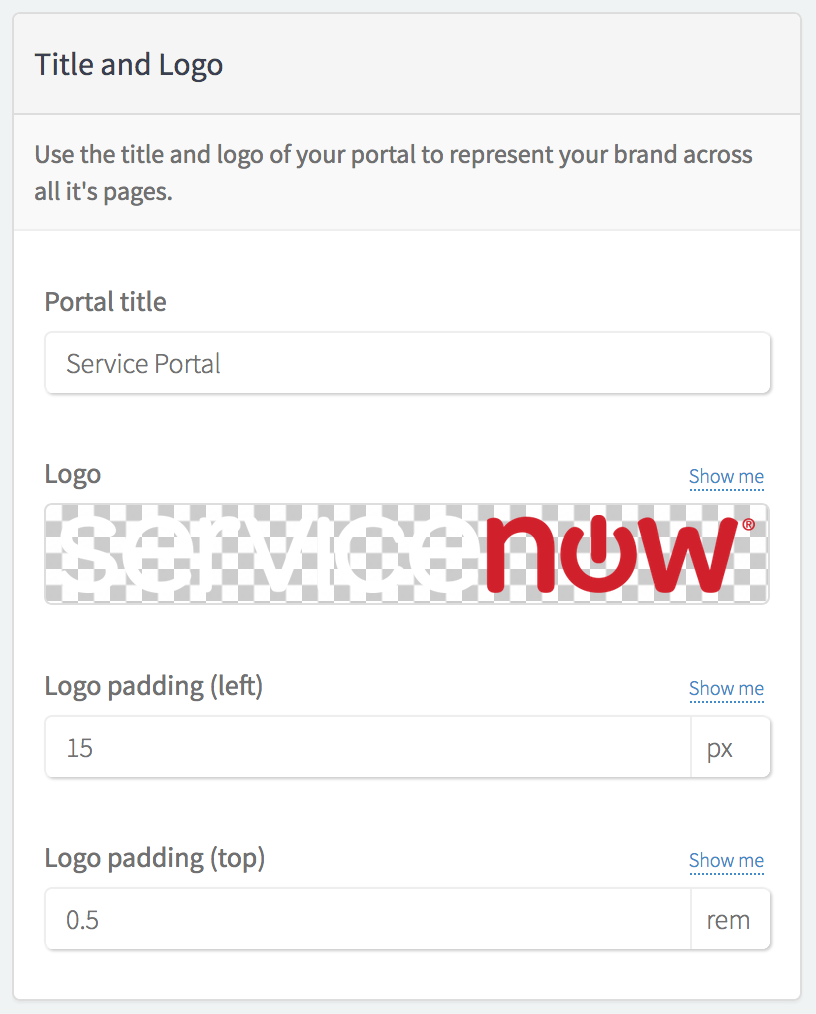 Title and Logo
Use the title and logo of your portal to represent your brand across
all it's pages.
Portal title
Service Portal
Logo
Show me
servicenow®
Logo padding (left)
Show me
15
px
Logo padding (top)
Show me
0.5
rem